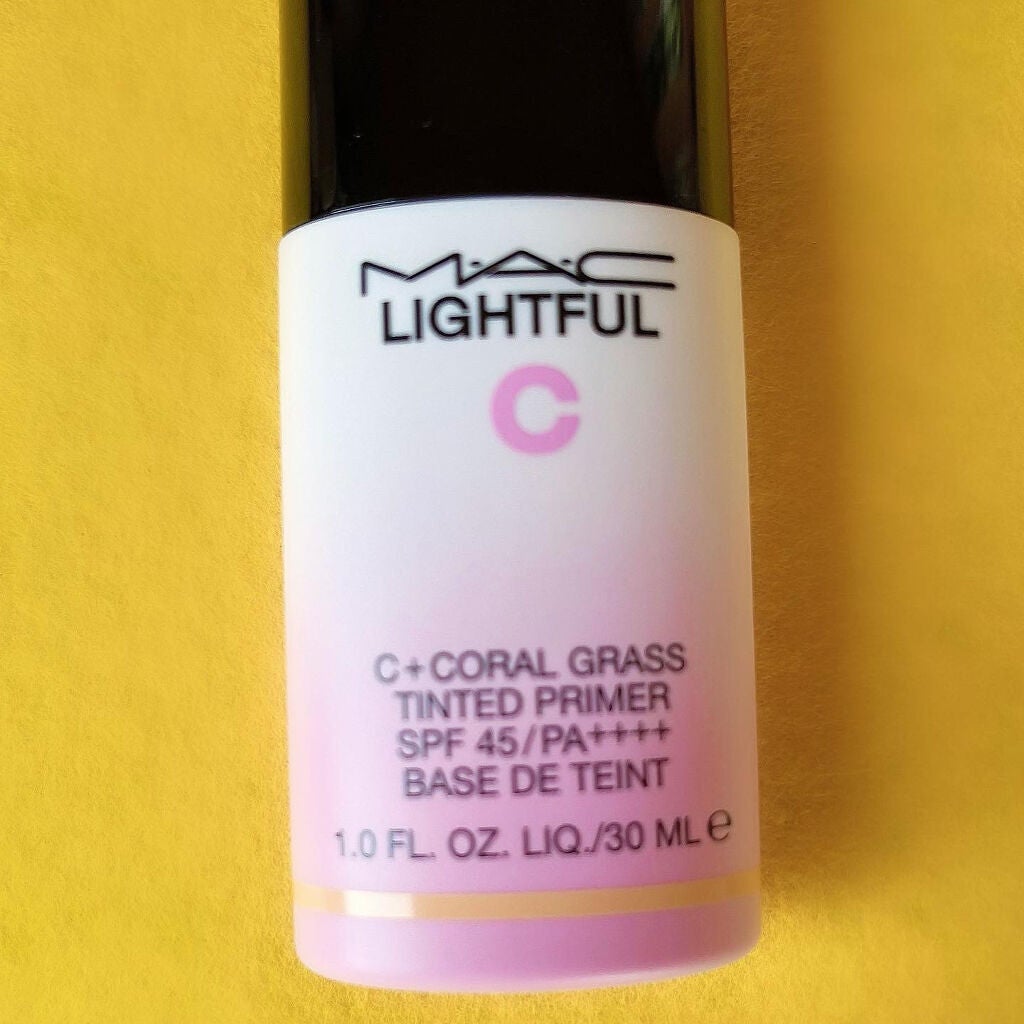 M·A·C
LIGHTFUL
C
C+CORAL GRASS
TINTED PRIMER
SPF 45/PA++++
BASE DE TEINT
1.0 FL. OZ. LIQ./30 ML ℮